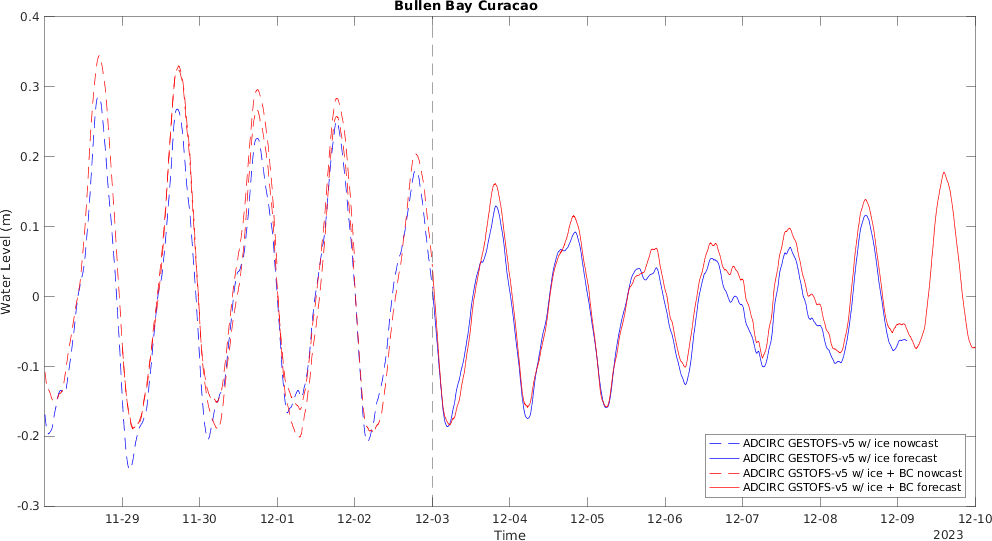 Bullen Bay Curacao
0.4
0.3
0.2
0.1
0
-0.1
-0.2
-0.3
Water Level (m)
ADCIRC GESTOFS-v5 w/ ice nowcast
ADCIRC GESTOFS-v5 w/ ice forecast
ADCIRC GSTOFS-v5 w/ ice + BC nowcast
ADCIRC GSTOFS-v5 w/ ice + BC forecast
11-29 11-30 12-01 12-02 12-03 12-04 12-05 12-06 12-07 12-08 12-09 12-10
Time
2023